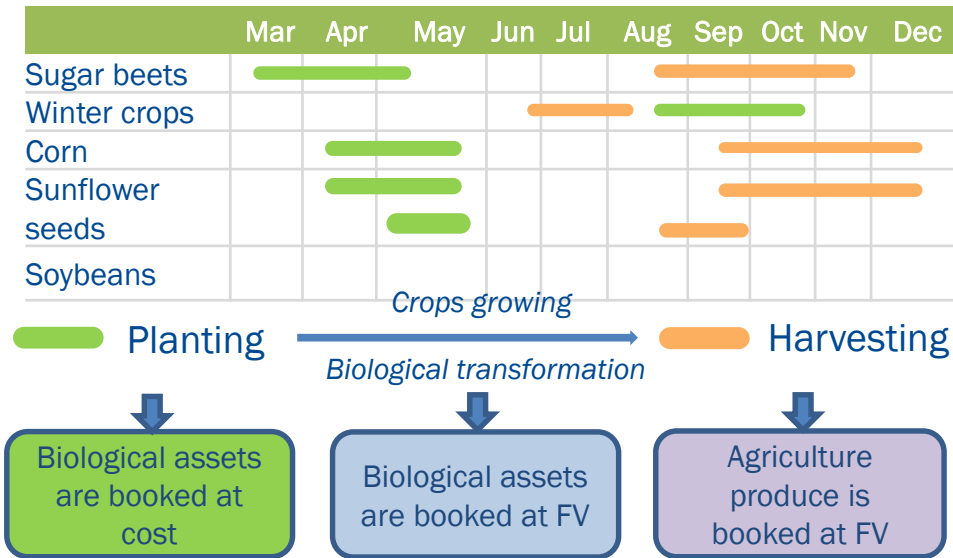 Mar Apr May Jun Jul Aug Sep Oct Nov Dec
Sugar beets
Winter crops
Corn
Sunflower
seeds
Soybeans
Crops growing
Planting
Harvesting
Biological transformation
Biological assets
are booked at
cost
Biological assets
are booked at FV
Agriculture
produce is
booked at FV